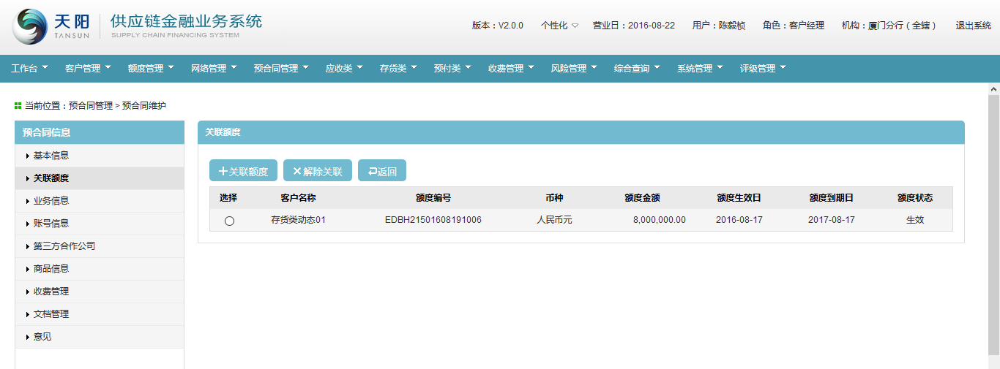 天阳 供应链金融业务系统
TANSUN SUPPLY CHAIN FINANCING SYSTEM
版本：V2.0.0 个性化 营业日：2016-08-22 用户：陈毅桢 角色：客户经理 机构：厦门分行（全辖） 退出系统
工作台 客户管理 额度管理 网络管理 预合同管理 应收类 存货类 预付类 收费管理 风险管理 综合查询 系统管理 评级管理
当前位置：预合同管理 > 预合同维护
预合同信息
基本信息
关联额度
业务信息
账号信息
第三方合作公司
商品信息
收费管理
文档管理
意见
关联额度
关联额度 解除关联 返回
选择 客户名称 额度编号 币种 额度金额 额度生效日 额度到期日 额度状态
存货类动态01 EDBH21501608191006 人民币元 8,000,000.00 2016-08-17 2017-08-17 生效